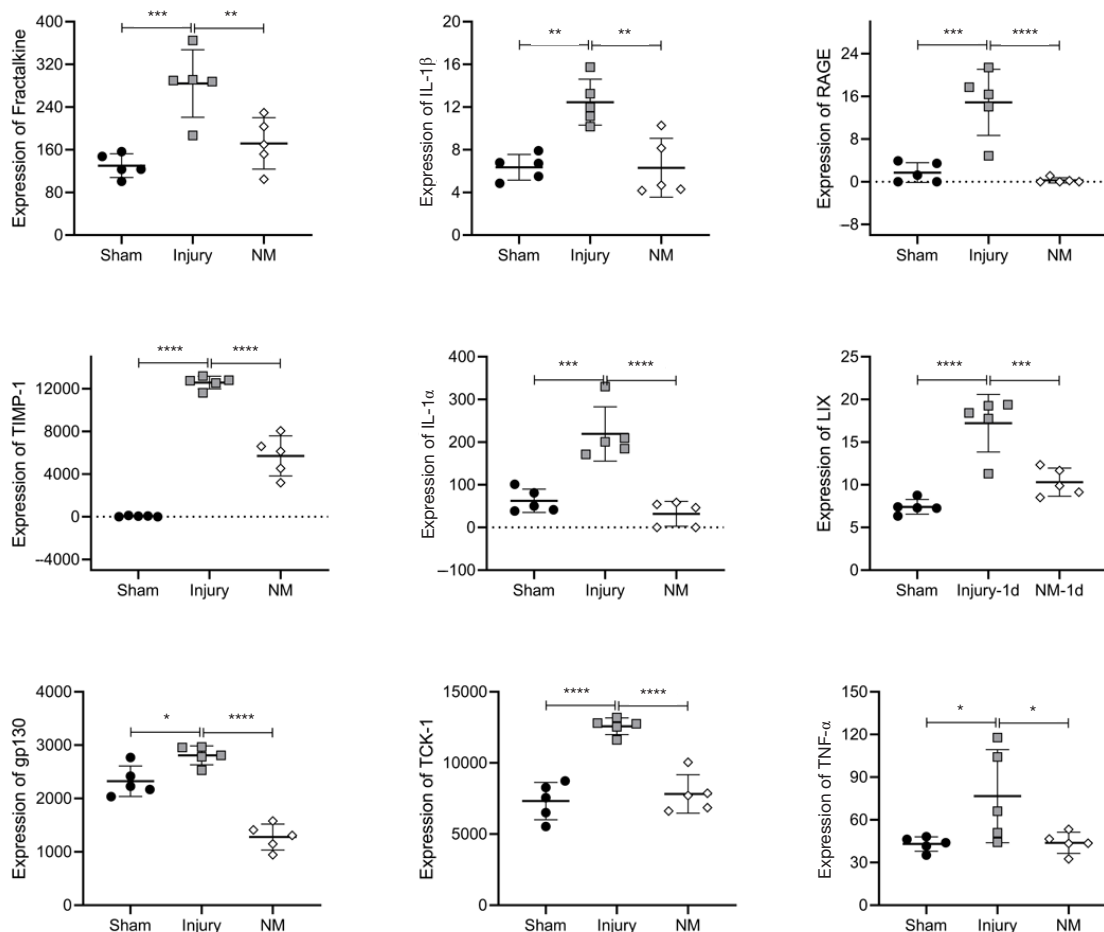 Expression of Fractalkine
400
320
240
160
80
0
***
**
Sham
Injury
NM
Expression of IL-1β
20
16
12
8
4
0
**
**
Sham
Injury
NM
Expression of RAGE
24
16
8
0
–8
***
****
Sham
Injury
NM
Expression of TIMP-1
12000
8000
4000
0
–4000
****
****
Sham
Injury
NM
Expression of IL-1α
400
300
200
100
0
–100
***
****
Sham
Injury
NM
Expression of LIX
25
20
15
10
5
0
****
***
Sham
Injury-1d
NM-1d
Expression of gp130
4000
3000
2000
1000
0
*
****
Sham
Injury
NM
Expression of TCK-1
15000
10000
5000
0
****
****
Sham
Injury
NM
Expression of TNF-α
150
120
90
60
30
0
*
*
Sham
Injury
NM